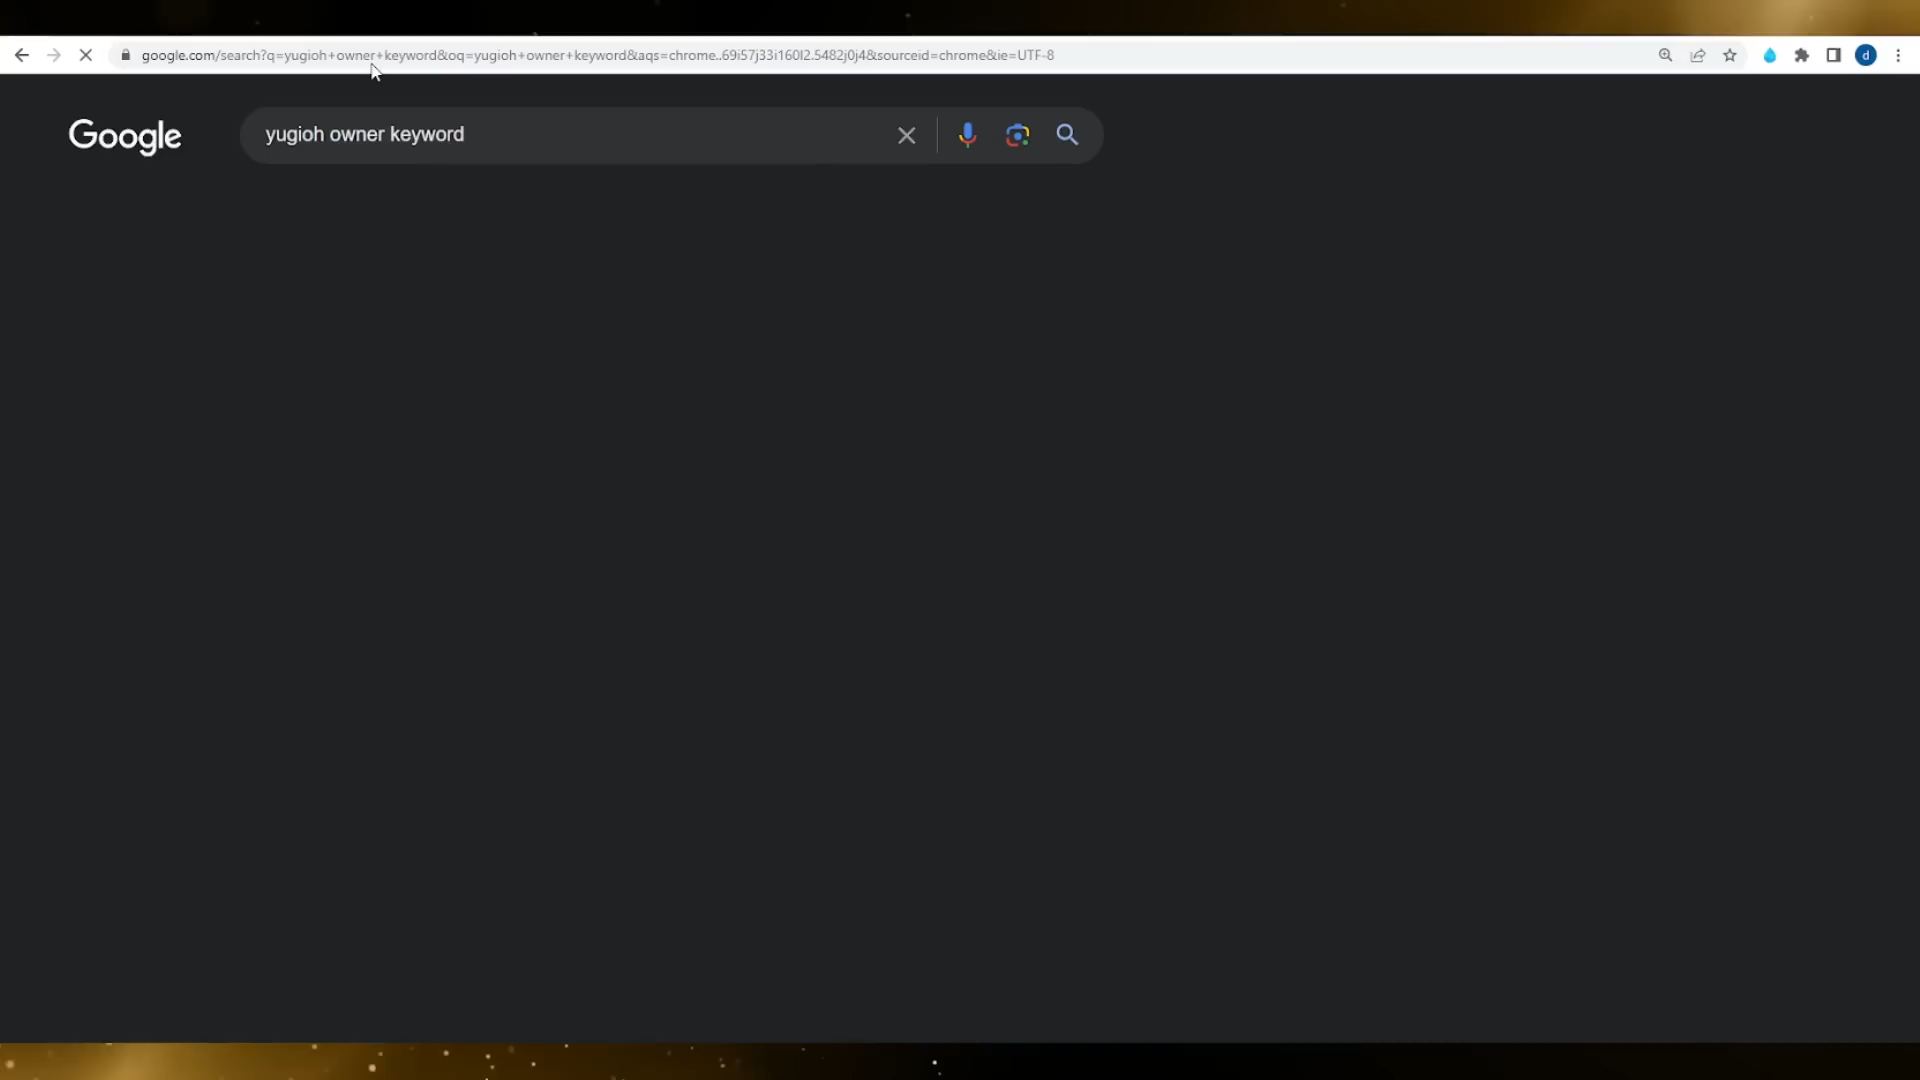 google.com/search?q=yugioh+owner+keyword&oq=yugioh+owner+keyword&aqs=chrome..69i57j33i160l2.5482j0j4&sourceid=chrome&ie=UTF-8
d
Google
yugioh owner keyword